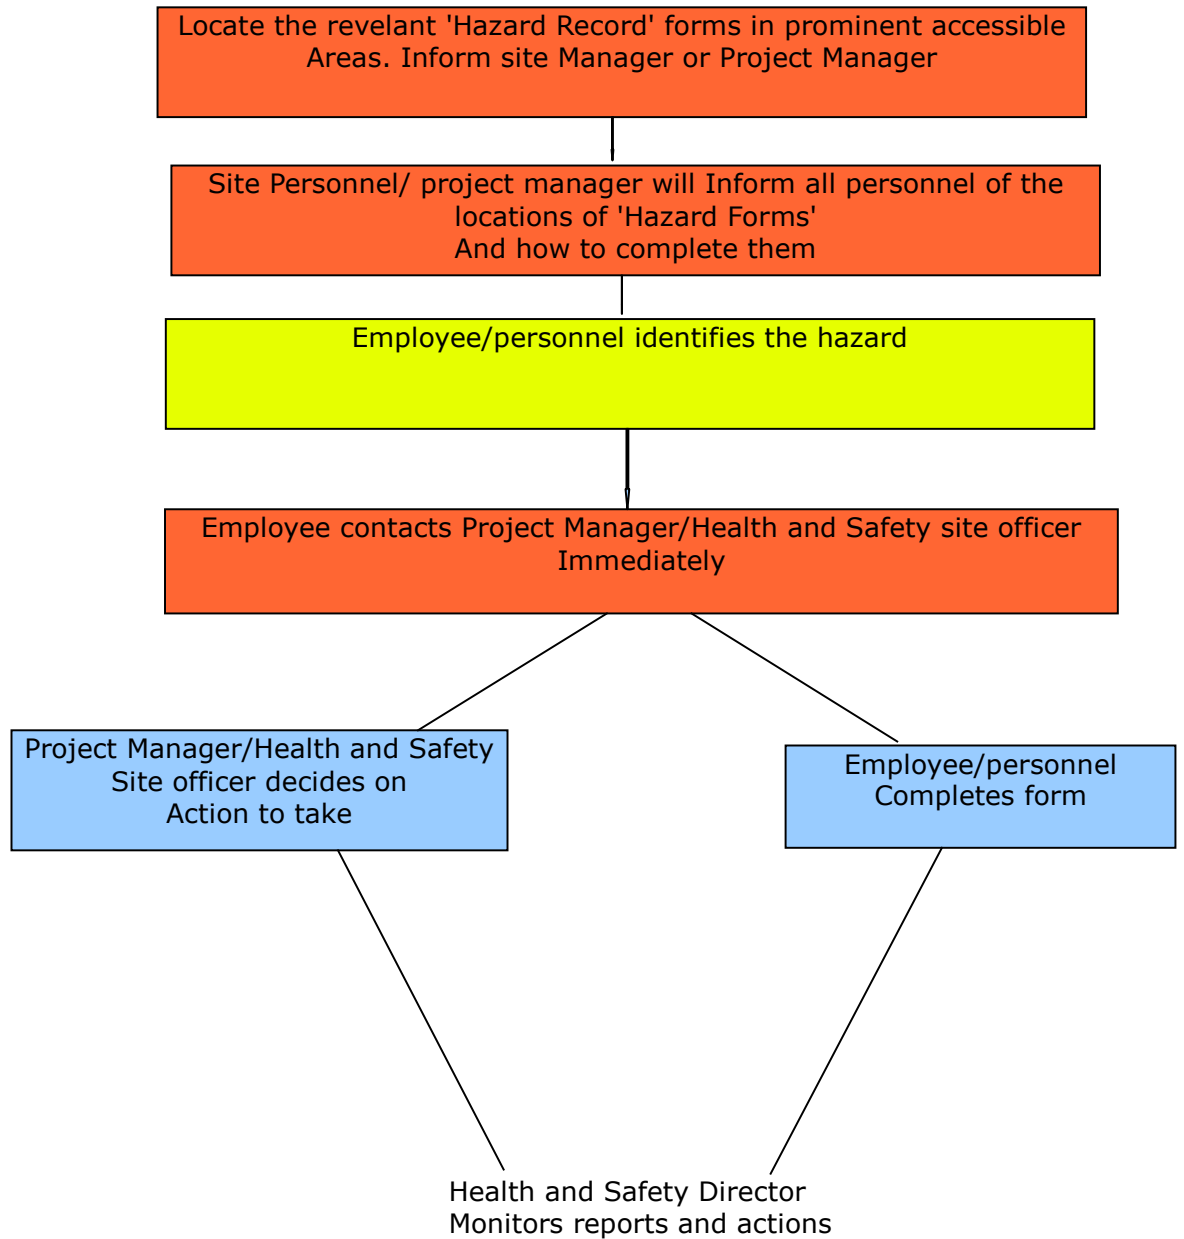 Locate the revelant 'Hazard Record' forms in prominent accessible
Areas. Inform site Manager or Project Manager
Site Personnel/ project manager will Inform all personnel of the
locations of 'Hazard Forms'
And how to complete them
Employee/personnel identifies the hazard
Employee contacts Project Manager/Health and Safety site officer
Immediately
Project Manager/Health and Safety
Site officer decides on
Action to take
Employee/personnel
Completes form
Health and Safety Director
Monitors reports and actions